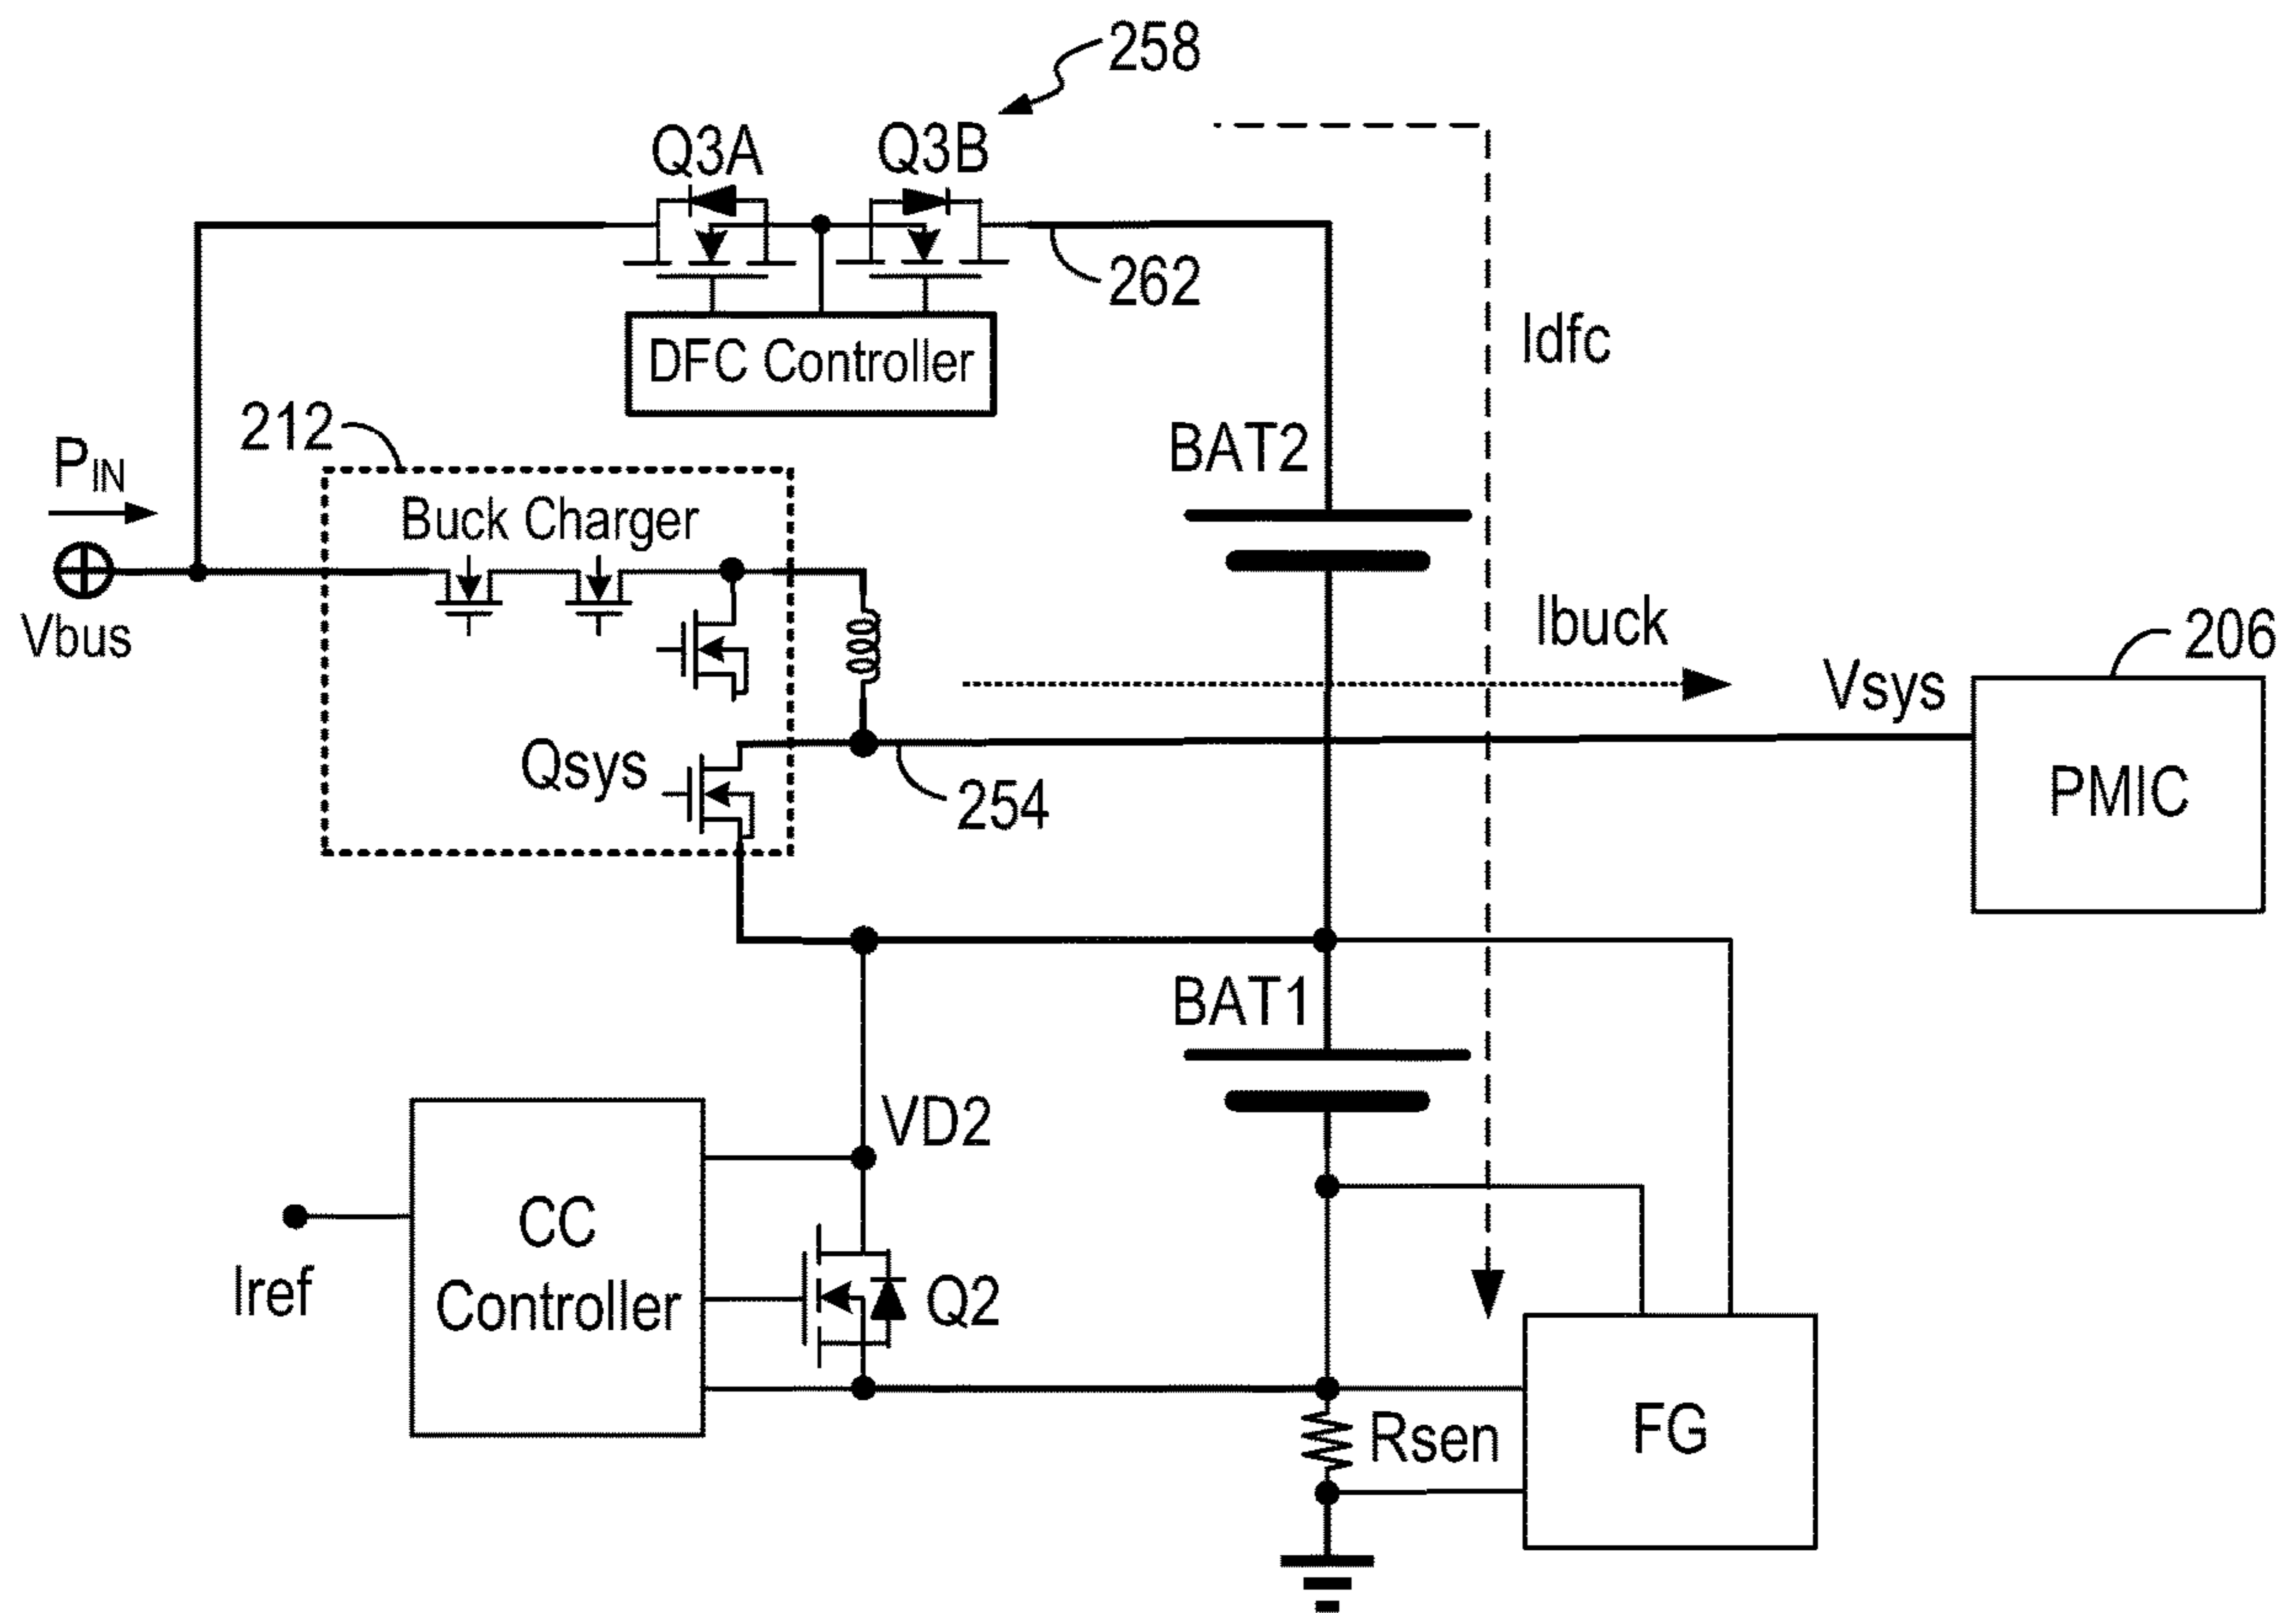 258
Q3A
Q3B
262
DFC Controller
Idfc
212
PIN
BAT2
Buck Charger
Vbus
Ibuck
206
Vsys
Qsys
254
PMIC
BAT1
VD2
CC
Controller
Iref
Q2
Rsen
FG